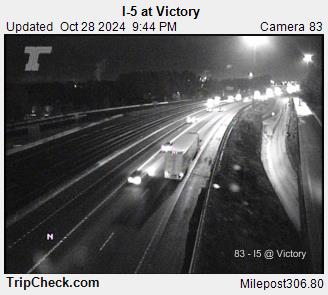 I-5 at Victory
Updated  Oct 28 2024  9:44 PM  Camera 83
T
N
83 - I5 @ Victory
TripCheck.com  Milepost306.80